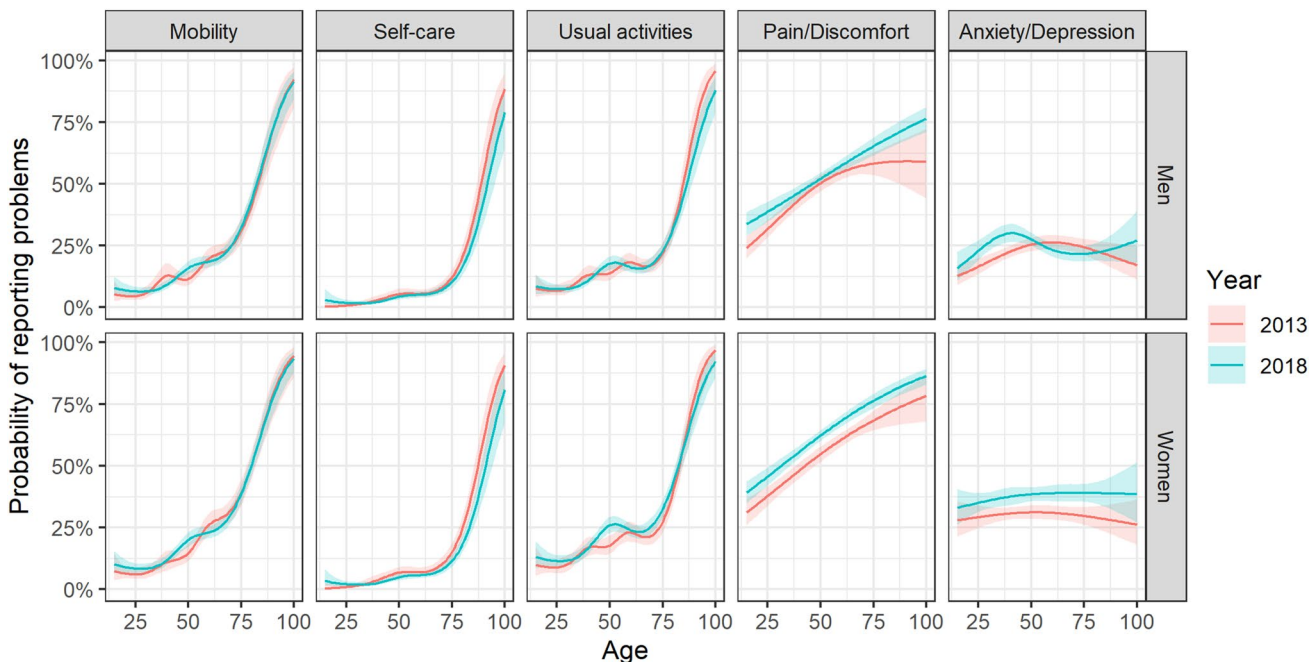 Mobility
Self-care
Usual activities
Pain/Discomfort
Anxiety/Depression
Probability of reporting problems
100%
75%
50%
25%
0%
Men
100%
75%
50%
25%
0%
Women
25 50 75 100
25 50 75 100
25 50 75 100
25 50 75 100
25 50 75 100
Age
Year
2013
2018